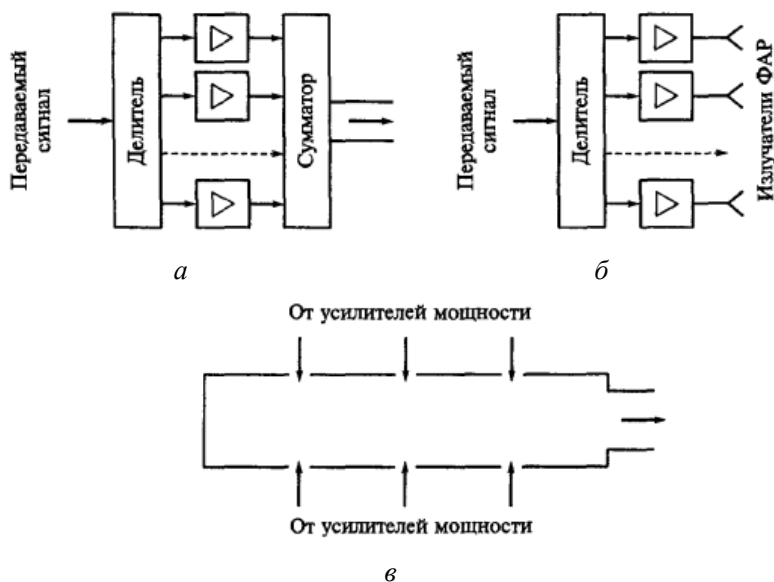 Передаваемый
сигнал
Делитель
Сумматор
а
Передаваемый
сигнал
Делитель
Излучатели ФАР
б
От усилителей мощности
От усилителей мощности
в